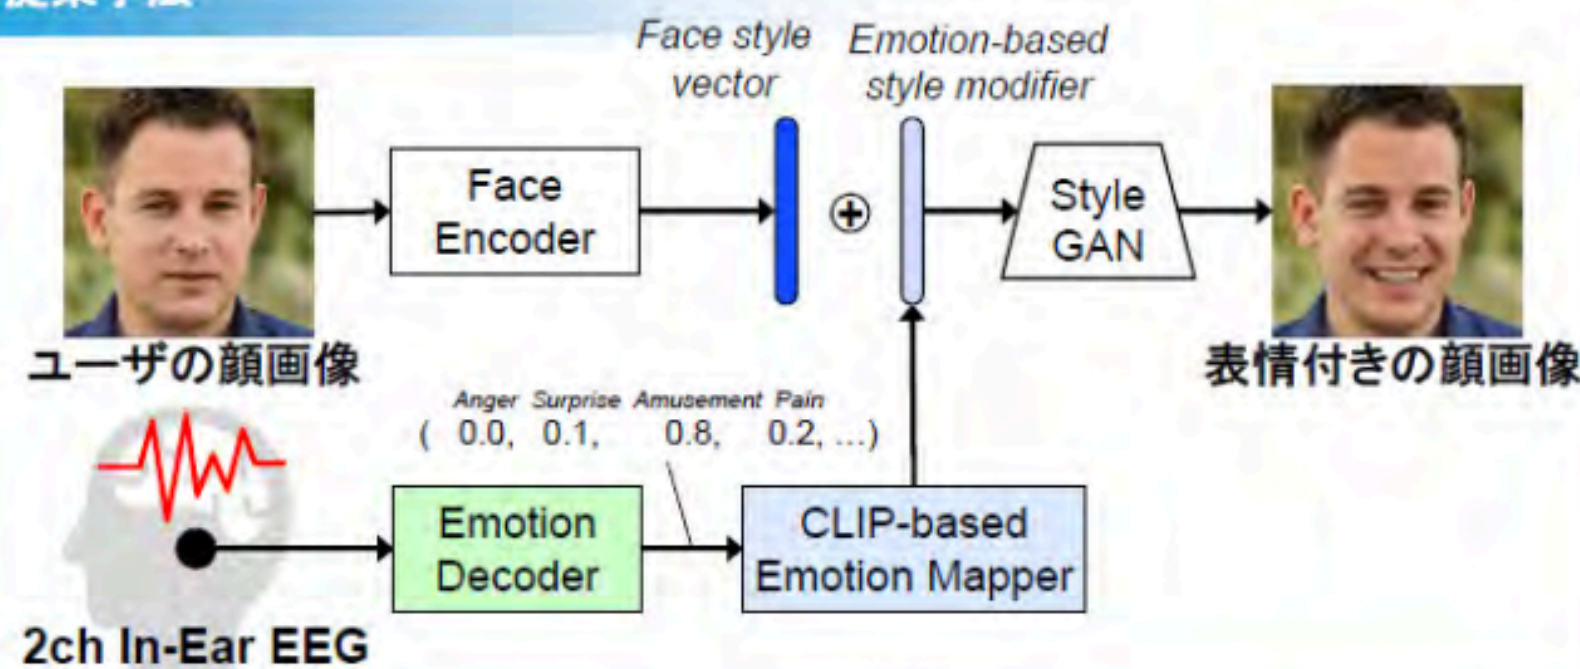 Face style
vector
Emotion-based
style modifier
Face
Encoder
⊕
Style
GAN
ユーザの顔画像
表情付きの顔画像
Anger Surprise Amusement Pain
( 0.0, 0.1, 0.8, 0.2, ...)
Emotion
Decoder
CLIP-based
Emotion Mapper
2ch In-Ear EEG